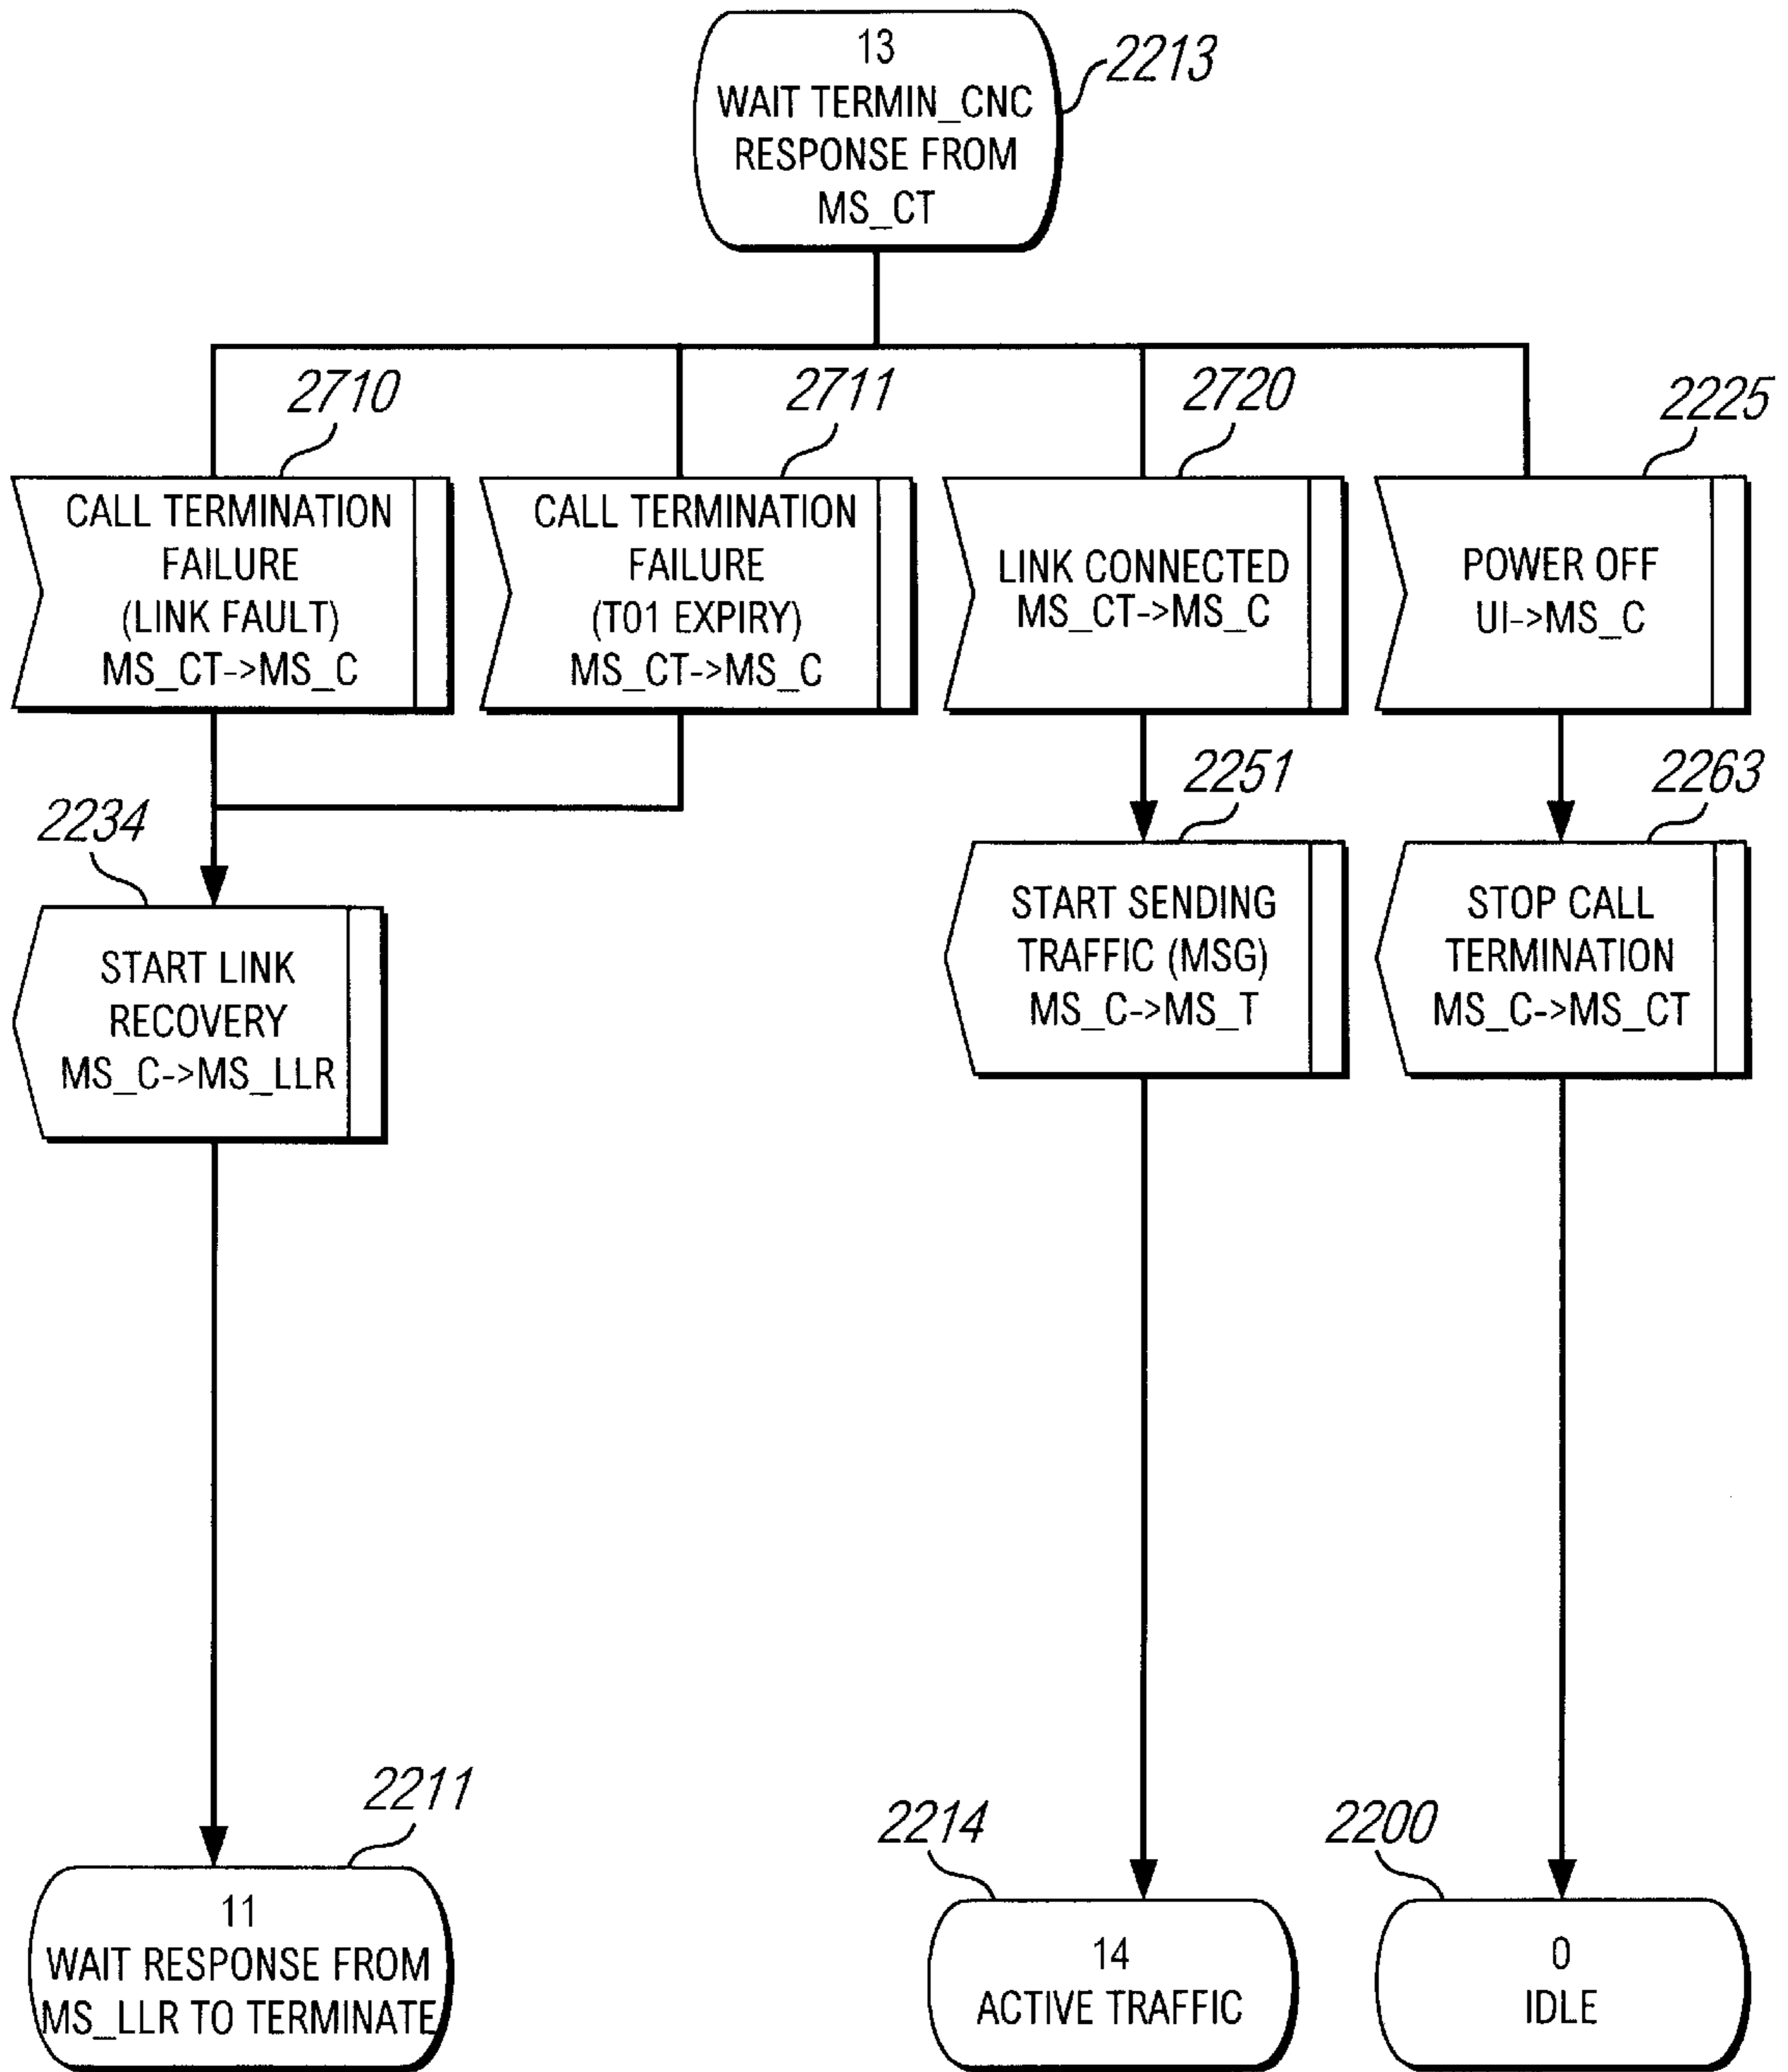 13
WAIT TERMIN_CNC
RESPONSE FROM
MS_CT
2213
2710
CALL TERMINATION
FAILURE
(LINK FAULT)
MS_CT->MS_C
2711
CALL TERMINATION
FAILURE
(T01 EXPIRY)
MS_CT->MS_C
2720
LINK CONNECTED
MS_CT->MS_C
2225
POWER OFF
UI->MS_C
2234
START LINK
RECOVERY
MS_C->MS_LLR
2251
START SENDING
TRAFFIC (MSG)
MS_C->MS_T
2263
STOP CALL
TERMINATION
MS_C->MS_CT
2211
11
WAIT RESPONSE FROM
MS_LLR TO TERMINATE
2214
14
ACTIVE TRAFFIC
2200
0
IDLE